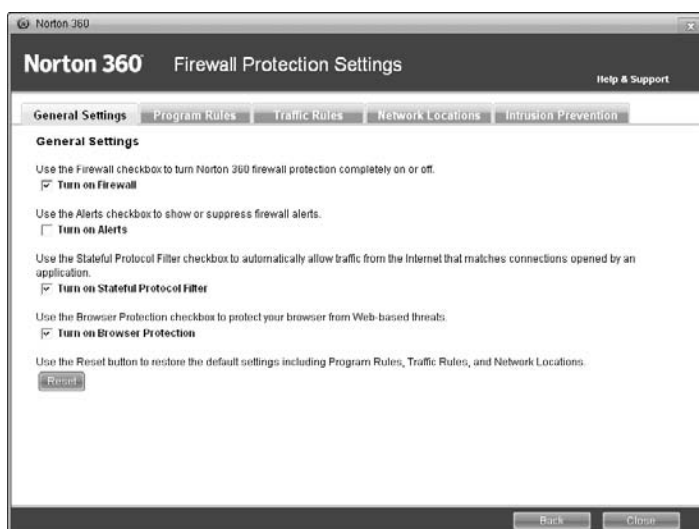 Norton 360
Norton 360 Firewall Protection Settings
Help & Support
General Settings Program Rules Traffic Rules Network Locations Intrusion Prevention
General Settings
Use the Firewall checkbox to turn Norton 360 firewall protection completely on or off.
Turn on Firewall
Use the Alerts checkbox to show or suppress firewall alerts.
Turn on Alerts
Use the Stateful Protocol Filter checkbox to automatically allow traffic from the Internet that matches connections opened by an
application.
Turn on Stateful Protocol Filter
Use the Browser Protection checkbox to protect your browser from Web-based threats.
Turn on Browser Protection
Use the Reset button to restore the default settings including Program Rules, Traffic Rules, and Network Locations.
Reset
Back Close